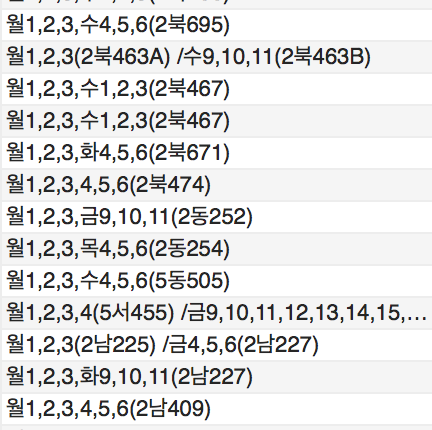 월1,2,3,수4,5,6(2북695)
월1,2,3(2북463A) /수9,10,11(2북463B)
월1,2,3,수1,2,3(2북467)
월1,2,3,수1,2,3(2북467)
월1,2,3,화4,5,6(2북671)
월1,2,3,4,5,6(2북474)
월1,2,3,금9,10,11(2동252)
월1,2,3,목4,5,6(2동254)
월1,2,3,수4,5,6(5동505)
월1,2,3,4(5서455) /금9,10,11,12,13,14,15,...
월1,2,3(2남225) /금4,5,6(2남227)
월1,2,3,화9,10,11(2남227)
월1,2,3,4,5,6(2남409)